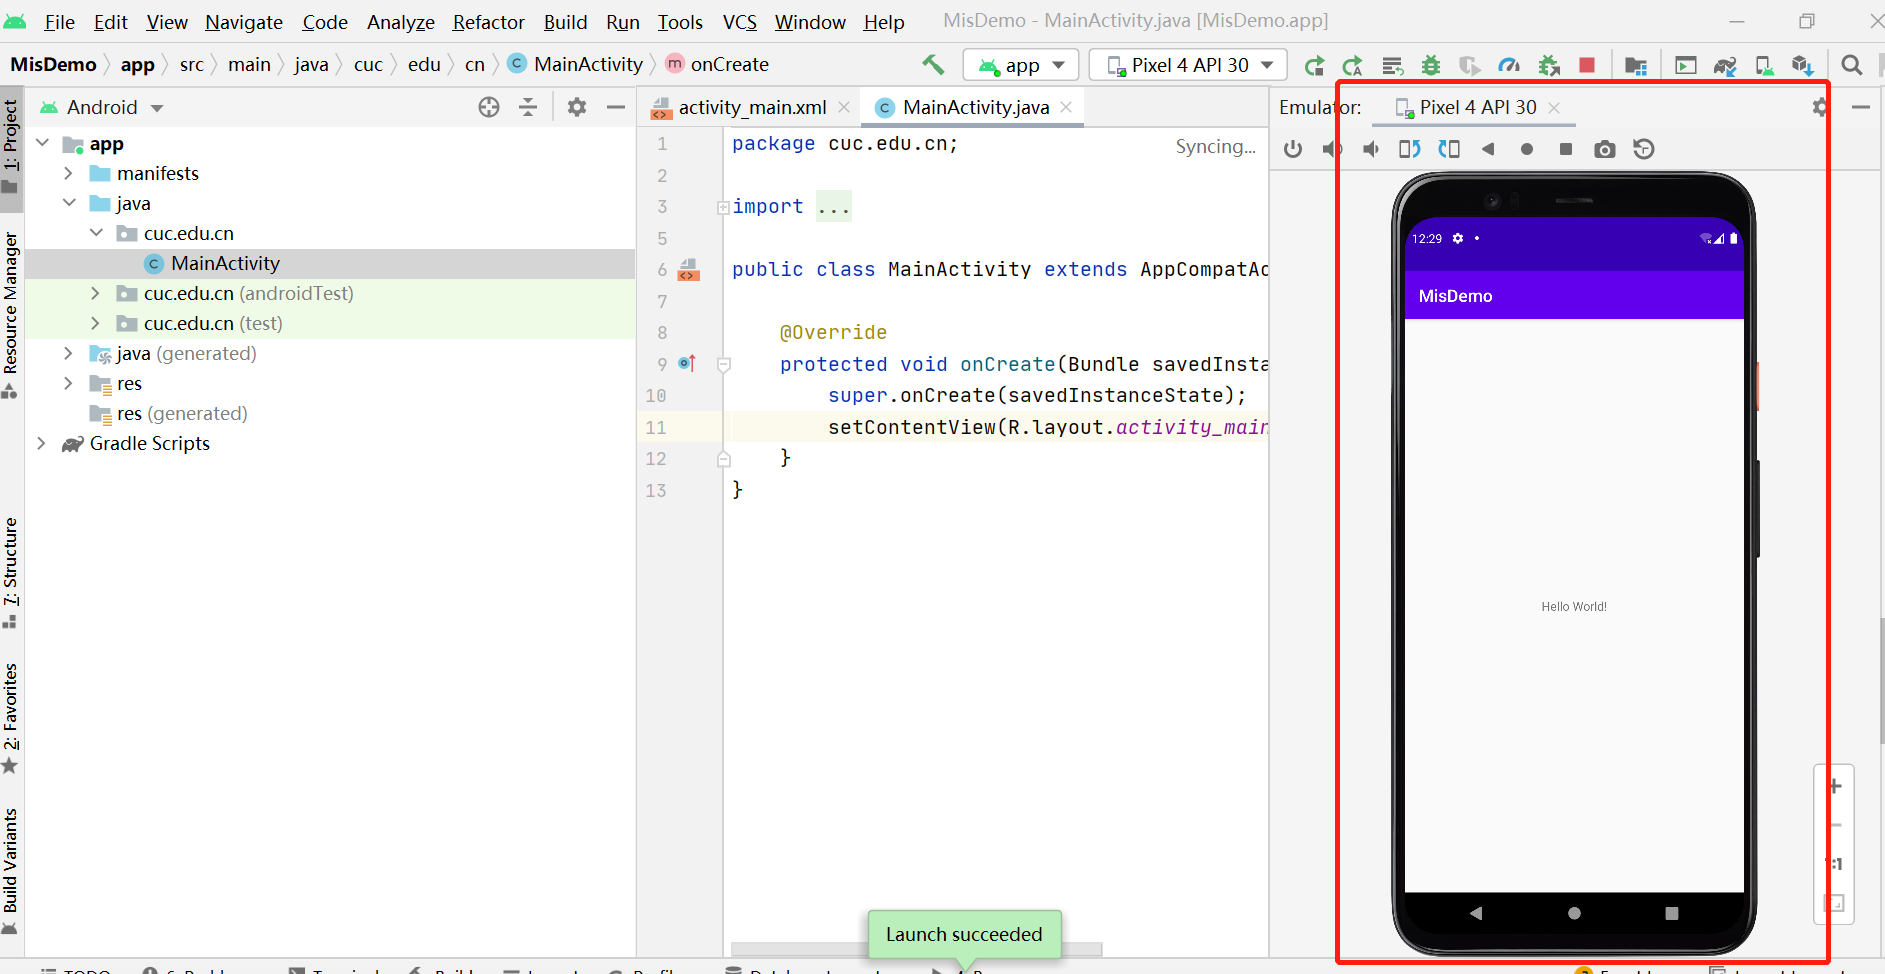 File Edit View Navigate Code Analyze Refactor Build Run Tools VCS Window Help MisDemo - MainActivity.java [MisDemo.app]
MisDemo app src main java cuc edu cn MainActivity onCreate app Pixel 4 API 30
Android
activity_main.xml MainActivity.java
Emulator: Pixel 4 API 30
1: Project
Resource Manager
7: Structure
2: Favorites
Build Variants
app
manifests
java
cuc.edu.cn
MainActivity
cuc.edu.cn (androidTest)
cuc.edu.cn (test)
java (generated)
res
res (generated)
Gradle Scripts
1 package cuc.edu.cn; Syncing...
2
3 import ...
5
6 public class MainActivity extends AppCompatAc
7
8 @Override
9 protected void onCreate(Bundle savedInsta
10 super.onCreate(savedInstanceState);
11 setContentView(R.layout.activity_main
12 }
13 }
12:29
MisDemo
Hello World!
1:1
Launch succeeded
TODO